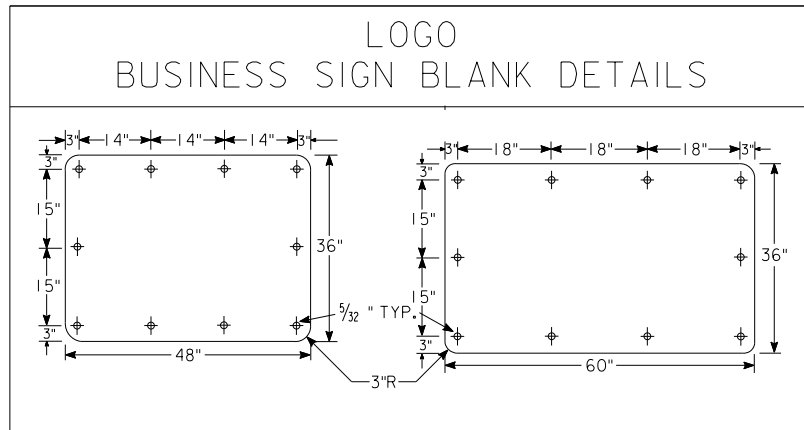 LOGO
BUSINESS SIGN BLANK DETAILS
3" 14" 14" 14" 3"
3"
15"
15"
3"
36"
48"
5/32 " TYP.
3"R
3" 18" 18" 18" 3"
3"
15"
15"
3"
36"
60"